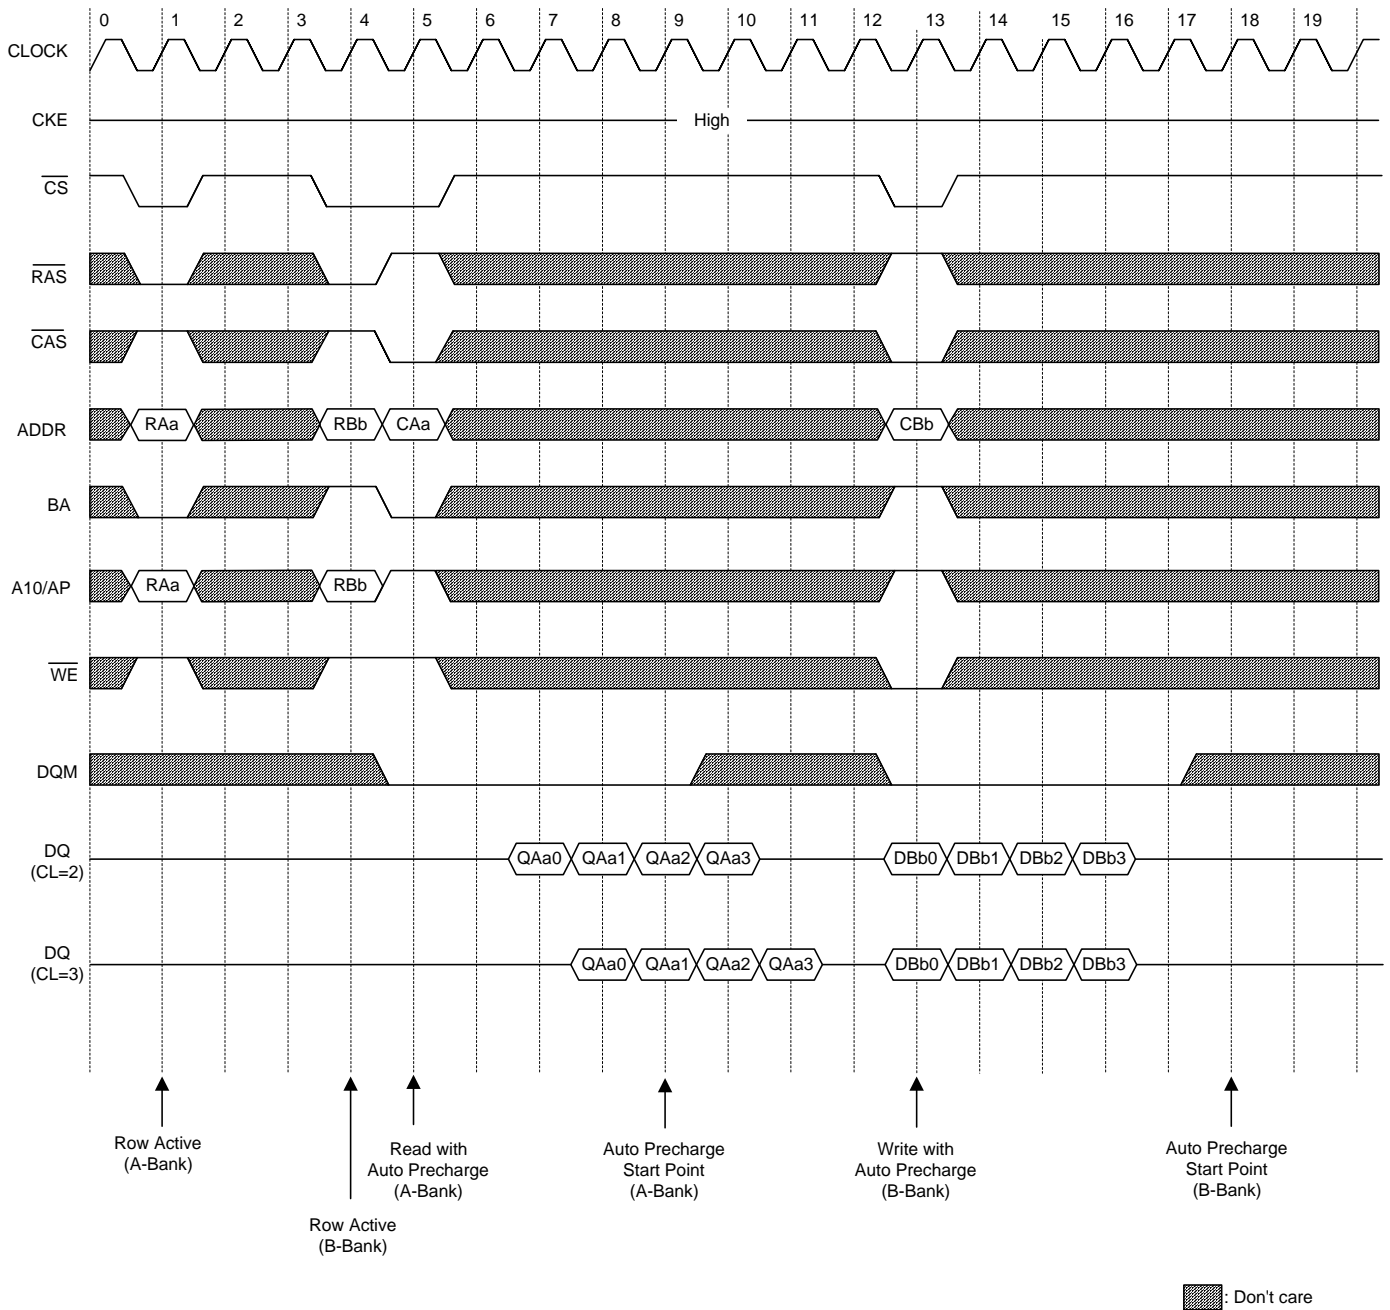 0 1 2 3 4 5 6 7 8 9 10 11 12 13 14 15 16 17 18 19
CLOCK
CKE High
CS
RAS
CAS
ADDR RAa RBb CAa CBb
BA
A10/AP RAa RBb
WE
DQM
DQ
(CL=2)
QAa0 QAa1 QAa2 QAa3 DBb0 DBb1 DBb2 DBb3
DQ
(CL=3)
QAa0 QAa1 QAa2 QAa3 DBb0 DBb1 DBb2 DBb3
Row Active
(A-Bank)
Row Active
(B-Bank)
Read with
Auto Precharge
(A-Bank)
Auto Precharge
Start Point
(A-Bank)
Write with
Auto Precharge
(B-Bank)
Auto Precharge
Start Point
(B-Bank)
: Don't care